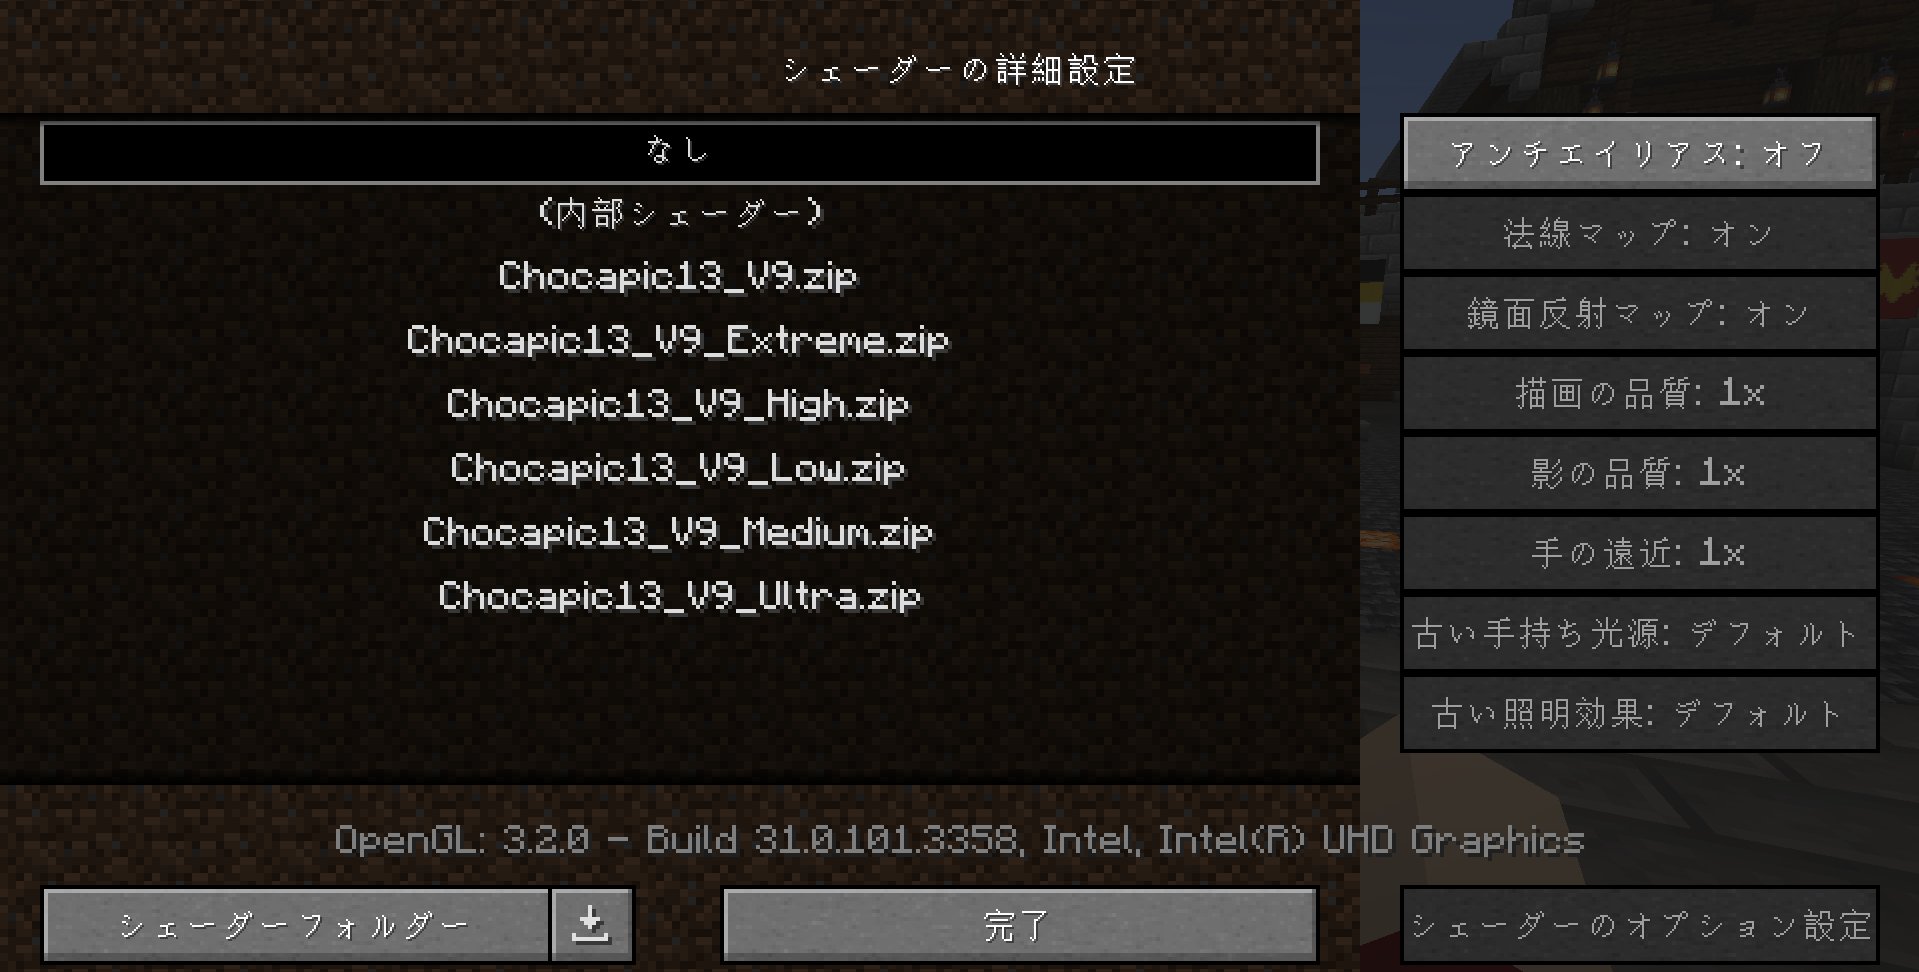 シェーダーの詳細設定
なし
(内部シェーダー)
Chocapic13_V9.zip
Chocapic13_V9_Extreme.zip
Chocapic13_V9_High.zip
Chocapic13_V9_Low.zip
Chocapic13_V9_Medium.zip
Chocapic13_V9_Ultra.zip
アンチエイリアス: オフ
法線マップ: オン
鏡面反射マップ: オン
描画の品質: 1x
影の品質: 1x
手の遠近: 1x
古い手持ち光源: デフォルト
古い照明効果: デフォルト
OpenGL: 3.2.0 - Build 31.0.101.3358, Intel, Intel(R) UHD Graphics
シェーダーフォルダー
完了
シェーダーのオプション設定